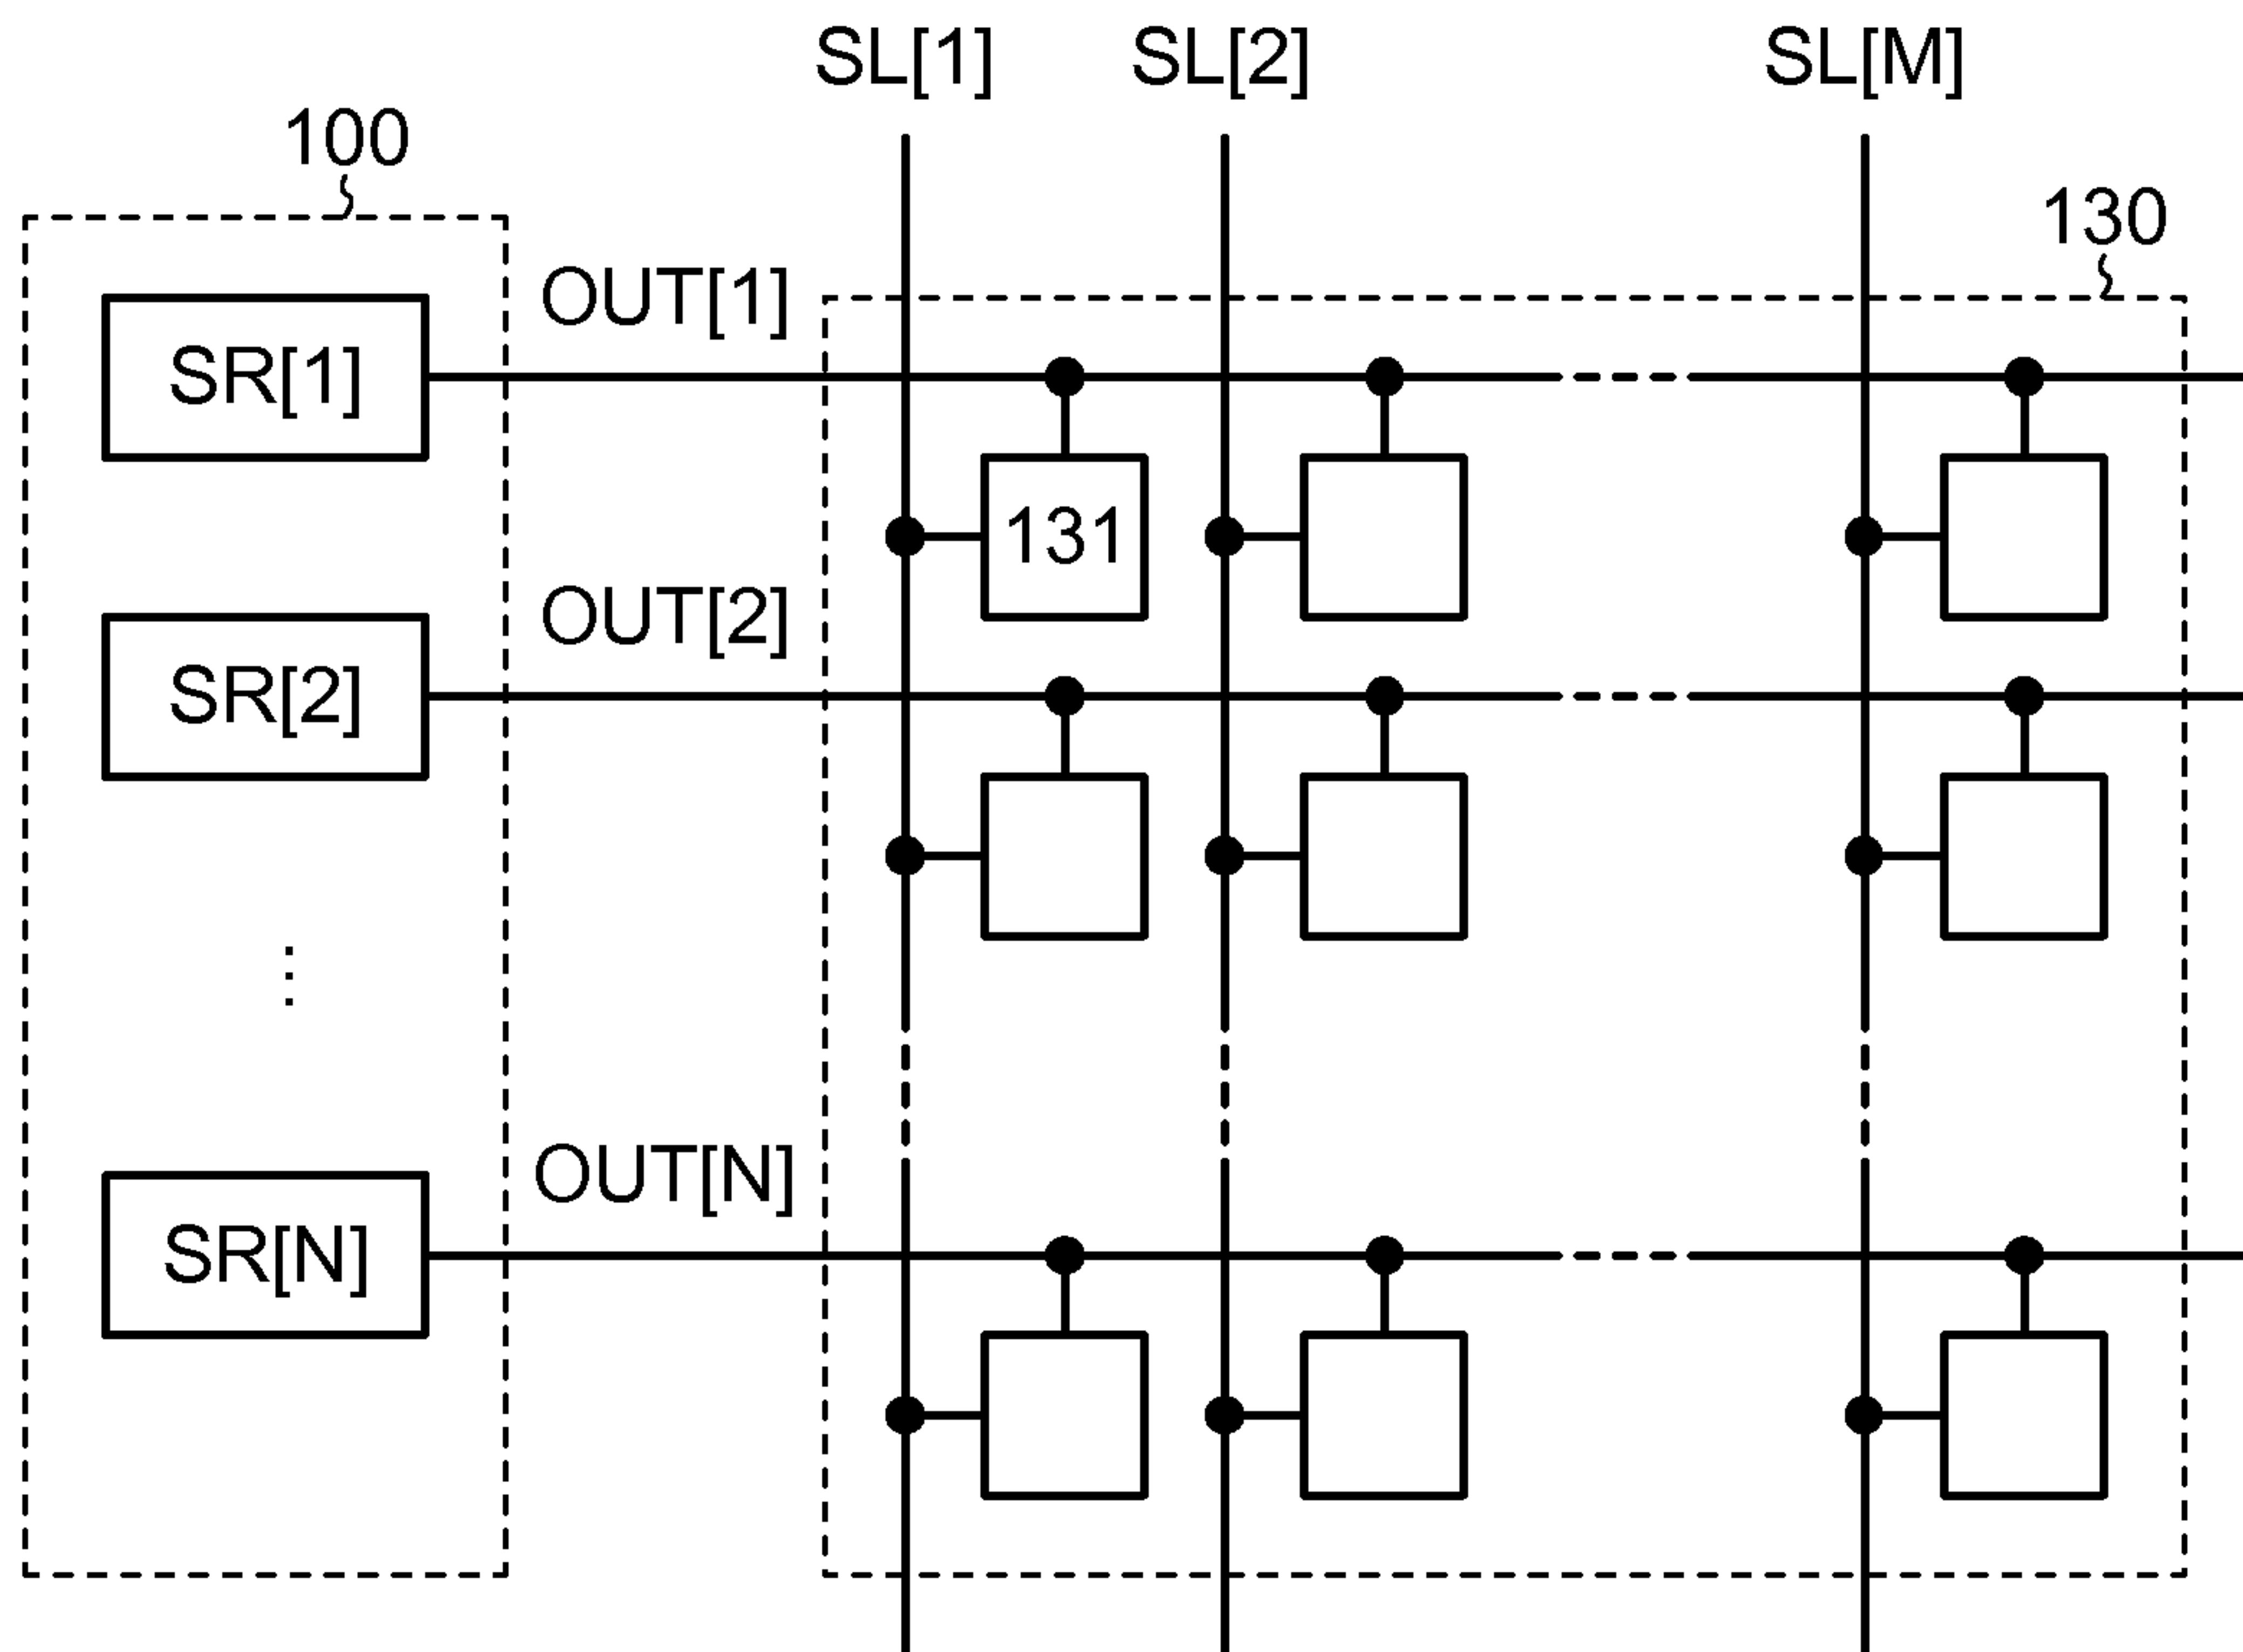 SL[1] SL[2] SL[M]
100
130
OUT[1]
SR[1]
131
OUT[2]
SR[2]
⋮
OUT[N]
SR[N]